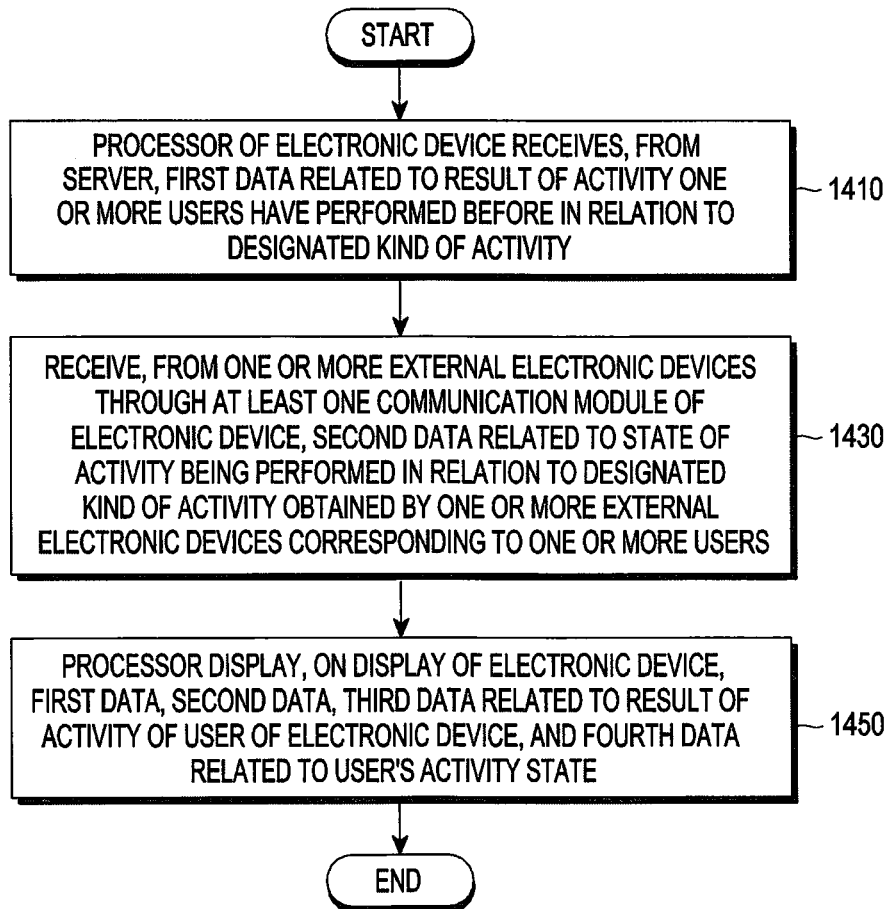 START
PROCESSOR OF ELECTRONIC DEVICE RECEIVES, FROM
SERVER, FIRST DATA RELATED TO RESULT OF ACTIVITY ONE
OR MORE USERS HAVE PERFORMED BEFORE IN RELATION TO
DESIGNATED KIND OF ACTIVITY
1410
RECEIVE, FROM ONE OR MORE EXTERNAL ELECTRONIC DEVICES
THROUGH AT LEAST ONE COMMUNICATION MODULE OF
ELECTRONIC DEVICE, SECOND DATA RELATED TO STATE OF
ACTIVITY BEING PERFORMED IN RELATION TO DESIGNATED
KIND OF ACTIVITY OBTAINED BY ONE OR MORE EXTERNAL
ELECTRONIC DEVICES CORRESPONDING TO ONE OR MORE USERS
1430
PROCESSOR DISPLAY, ON DISPLAY OF ELECTRONIC DEVICE,
FIRST DATA, SECOND DATA, THIRD DATA RELATED TO RESULT OF
ACTIVITY OF USER OF ELECTRONIC DEVICE, AND FOURTH DATA
RELATED TO USER'S ACTIVITY STATE
1450
END